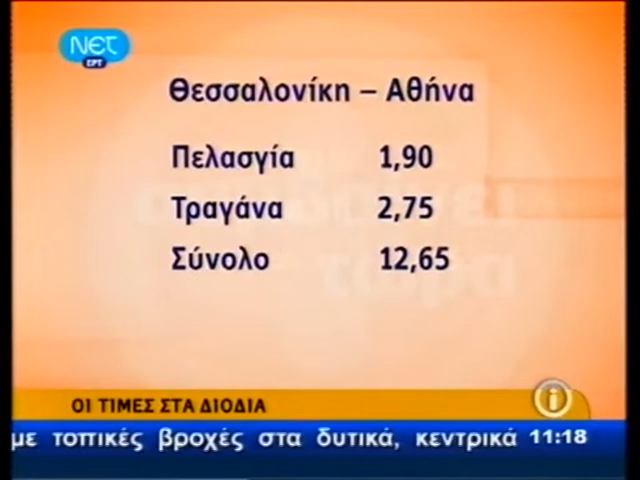 ΝΕΤ
ΕΡΤ
Θεσσαλονίκη – Αθήνα
Πελασγία 1,90
Τραγάνα 2,75
Σύνολο 12,65
ΟΙ ΤΙΜΕΣ ΣΤΑ ΔΙΟΔΙΑ
με τοπικές βροχές στα δυτικά, κεντρικά 11:18